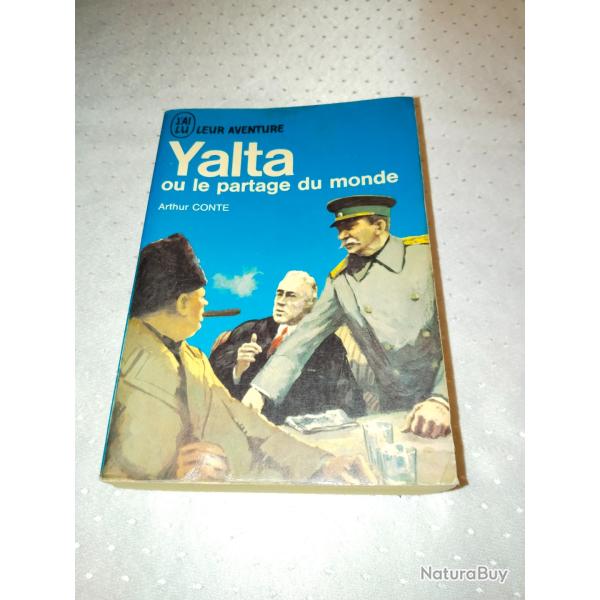 J'AI
LU
LEUR AVENTURE
Yalta
ou le partage du monde
Arthur CONTE
NaturaBuy